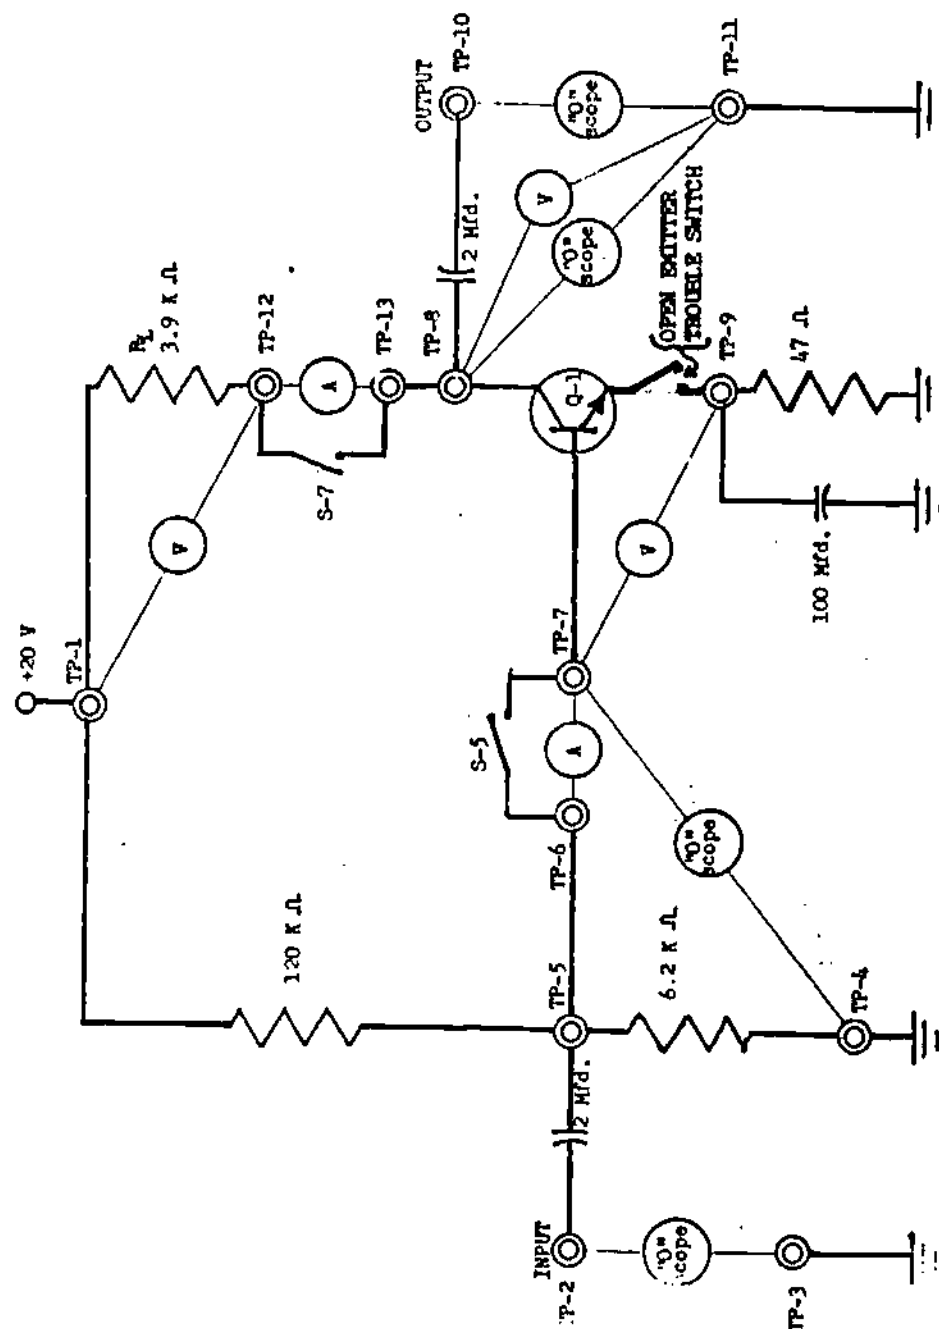 +20 V
TP-1
R_L
3.9 K Ω
TP-12
A
TP-13
S-7
V
OUTPUT
TP-10
2 Mfd.
TP-8
"O" scope
V
"O" scope
TP-11
Q-1
OPEN EMITTER
TROUBLE SWITCH
TP-9
47 Ω
100 Mfd.
V
TP-7
S-5
A
TP-6
120 K Ω
TP-5
6.2 K Ω
"O" scope
TP-4
2 Mfd.
INPUT
TP-2
"O" scope
TP-3